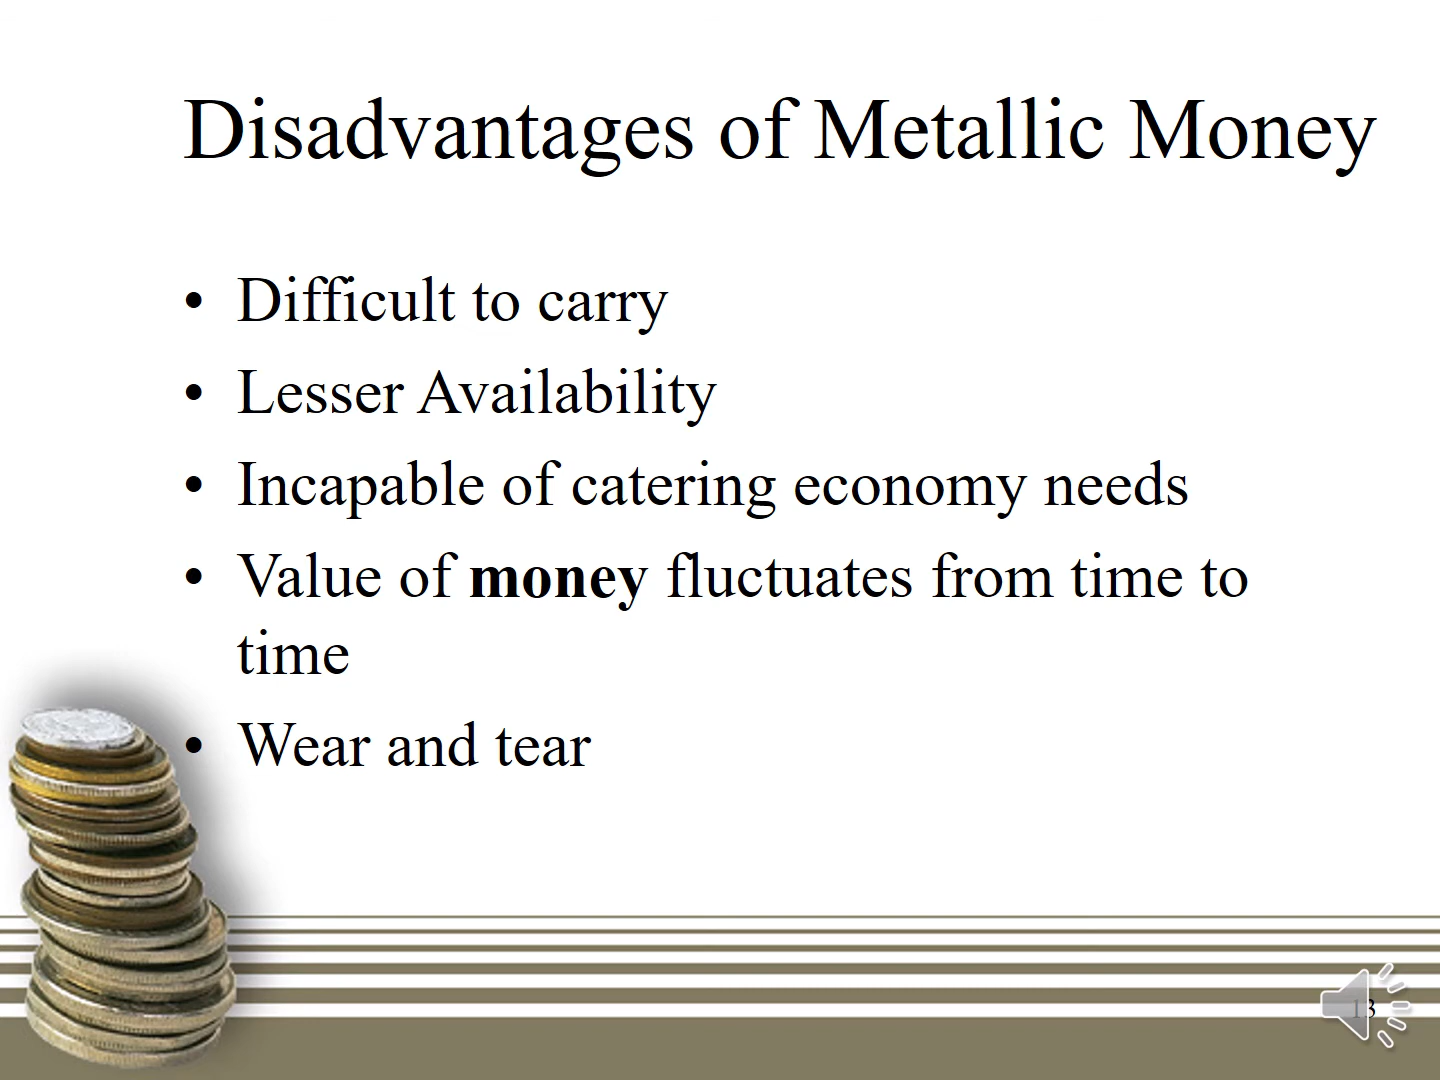 Disadvantages of Metallic Money
• Difficult to carry
• Lesser Availability
• Incapable of catering economy needs
• Value of money fluctuates from time to
time
• Wear and tear
13